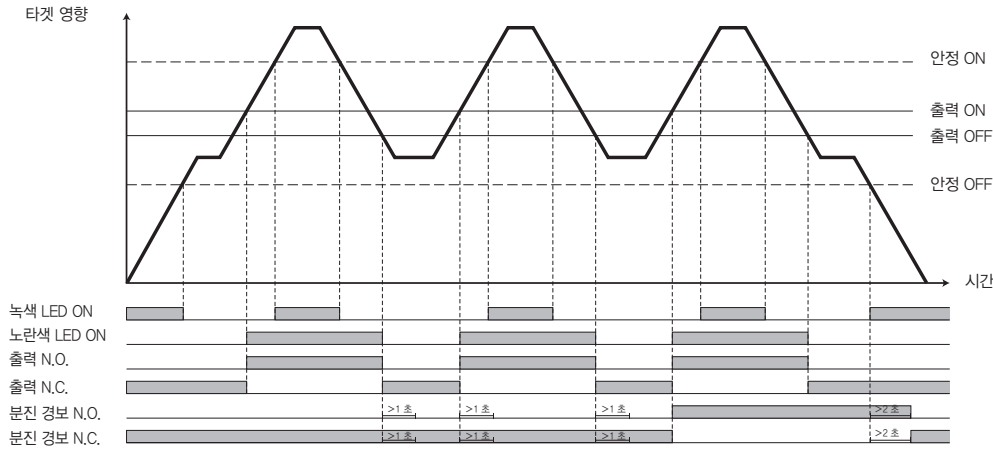 타겟 영향
안정 ON
출력 ON
출력 OFF
안정 OFF
시간
녹색 LED ON
노란색 LED ON
출력 N.O.
출력 N.C.
분진 경보 N.O. >1 초 >1 초 >1 초 >2 초
분진 경보 N.C. >1 초 >1 초 >1 초 >2 초